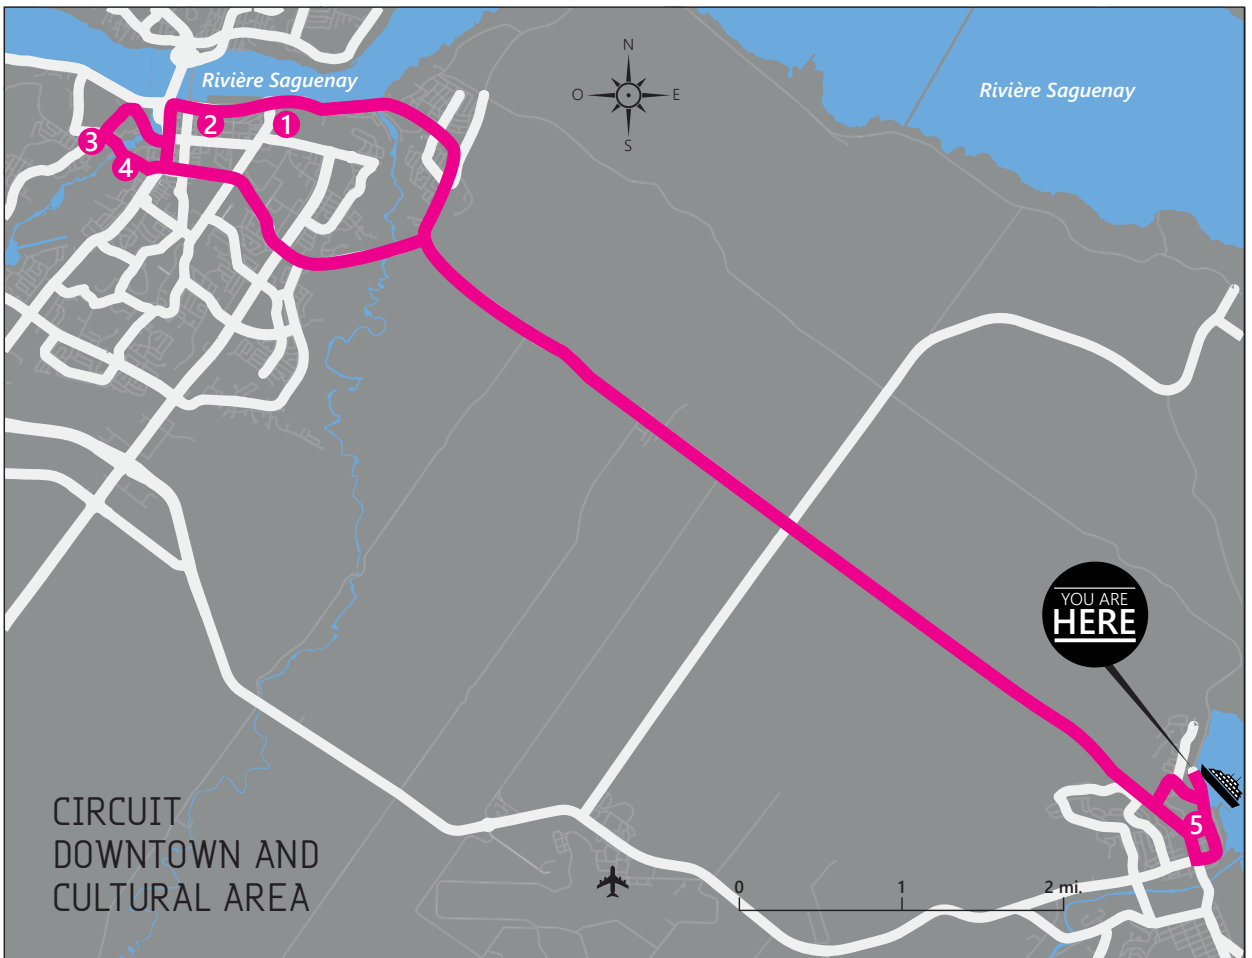 N
O
E
S
Rivière Saguenay
Rivière Saguenay
1
2
3
4
YOU ARE
HERE
5
CIRCUIT
DOWNTOWN AND
CULTURAL AREA
0
1
2 mi.